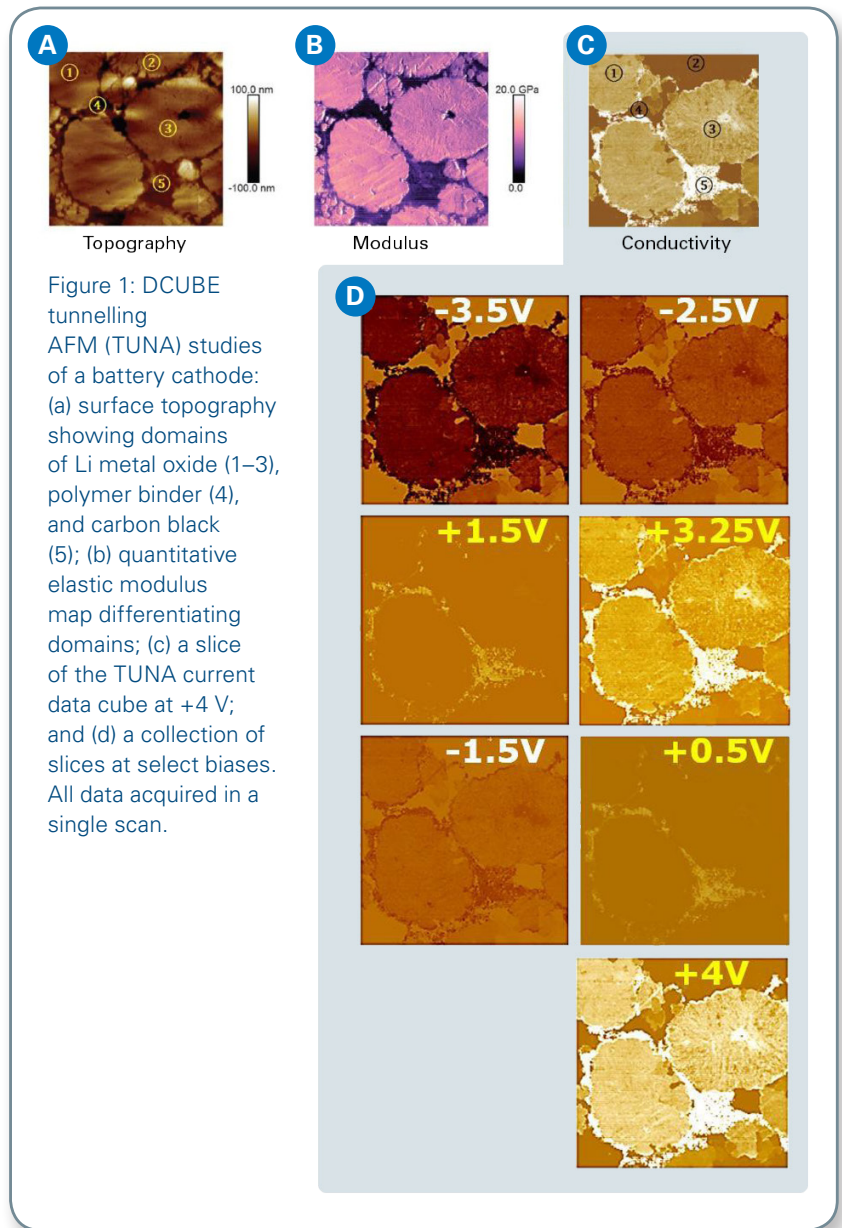 A
B
C
1
2
4
3
5
100.0 nm
-100.0 nm
20.0 GPa
0.0
1
2
4
3
5
Topography
Modulus
Conductivity
Figure 1: DCUBE
tunnelling
AFM (TUNA) studies
of a battery cathode:
(a) surface topography
showing domains
of Li metal oxide (1–3),
polymer binder (4),
and carbon black
(5); (b) quantitative
elastic modulus
map differentiating
domains; (c) a slice
of the TUNA current
data cube at +4 V;
and (d) a collection of
slices at select biases.
All data acquired in a
single scan.
D
-3.5V
-2.5V
+1.5V
+3.25V
-1.5V
+0.5V
+4V